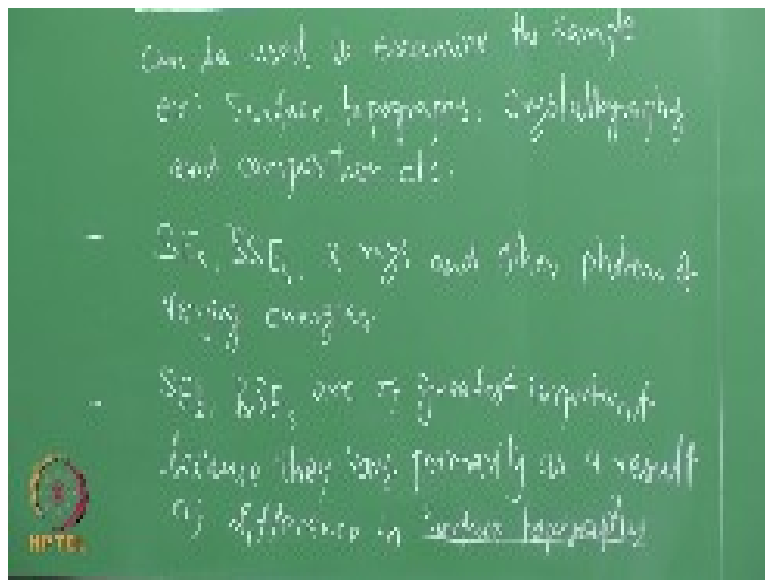 can be used to examine the sample
ex: Surface topography, Crystallography
and composition etc.
- SEs, BSEs, x rays and other photons of
varying energies
- SEs, BSEs are of greatest importance
because they vary primarily as a result
of difference in surface topography
NPTEL